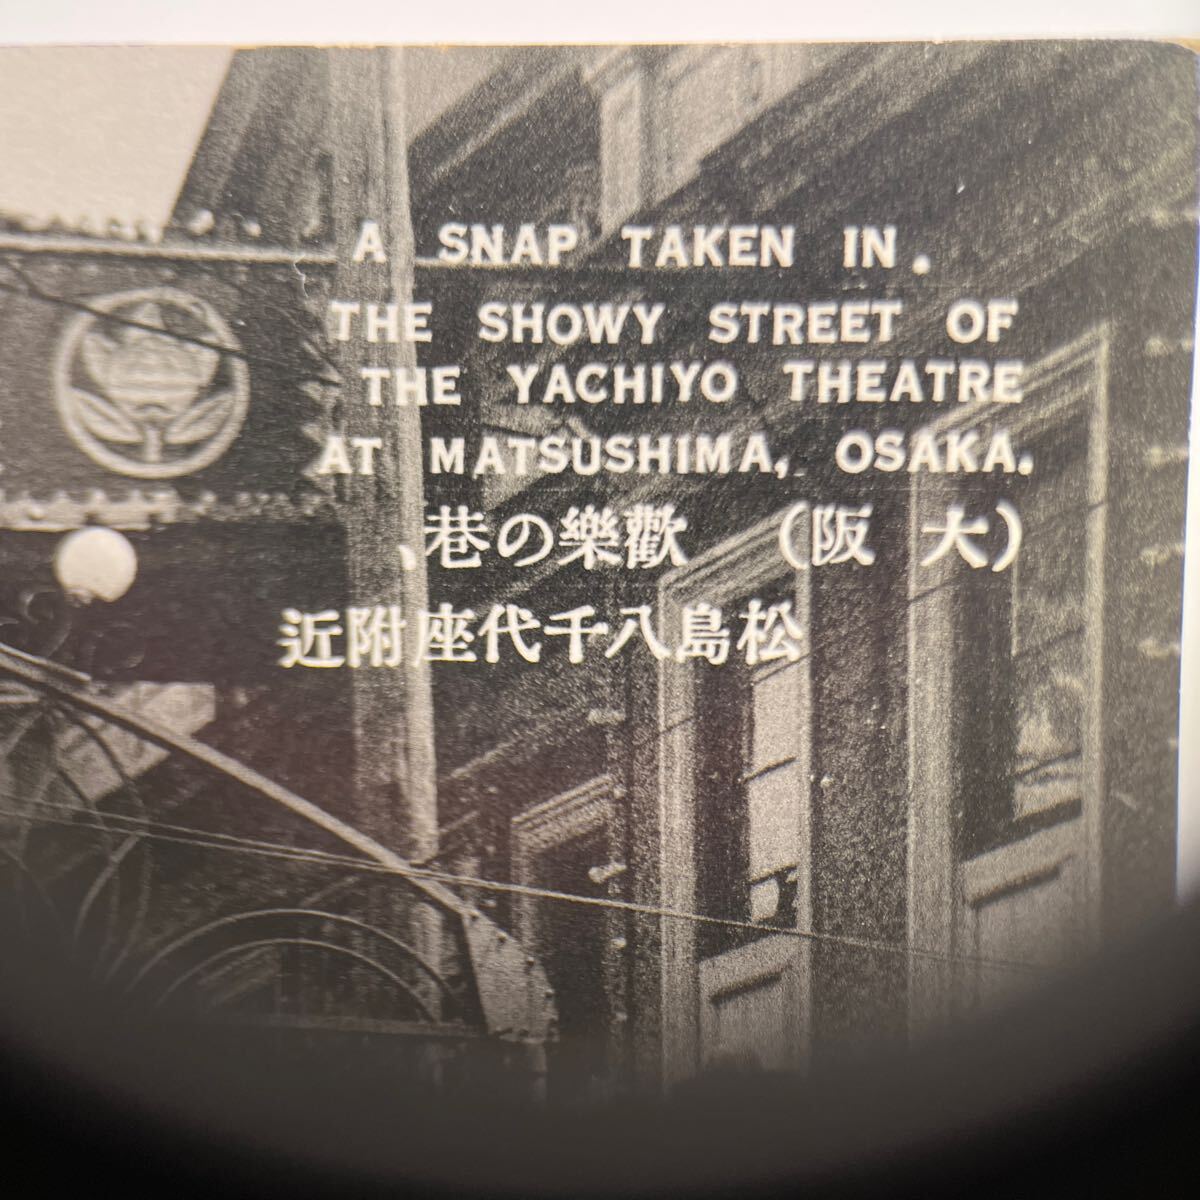 A SNAP TAKEN IN.
THE SHOWY STREET OF
THE YACHIYO THEATRE
AT MATSUSHIMA, OSAKA.
(大阪) 歡樂の巷、
松島八千代座附近